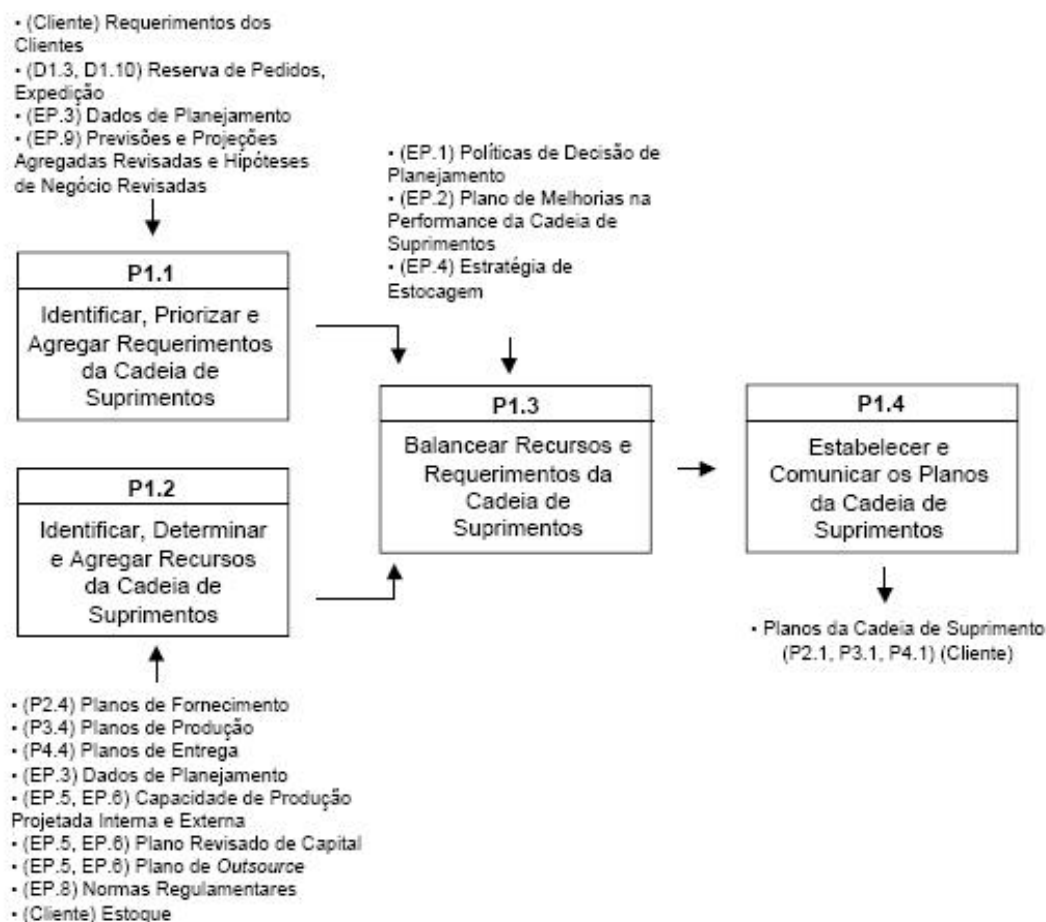 • (Cliente) Requerimentos dos
Clientes
• (D1.3, D1.10) Reserva de Pedidos,
Expedição
• (EP.3) Dados de Planejamento
• (EP.9) Previsões e Projeções
Agregadas Revisadas e Hipóteses
de Negócio Revisadas
• (EP.1) Políticas de Decisão de
Planejamento
• (EP.2) Plano de Melhorias na
Performance da Cadeia de
Suprimentos
• (EP.4) Estratégia de
Estocagem
P1.1
Identificar, Priorizar e
Agregar Requerimentos
da Cadeia de
Suprimentos
P1.2
Identificar, Determinar
e Agregar Recursos
da Cadeia de
Suprimentos
P1.3
Balancear Recursos e
Requerimentos da
Cadeia de
Suprimentos
P1.4
Estabelecer e
Comunicar os Planos
da Cadeia de
Suprimentos
• Planos da Cadeia de Suprimento
(P2.1, P3.1, P4.1) (Cliente)
• (P2.4) Planos de Fornecimento
• (P3.4) Planos de Produção
• (P4.4) Planos de Entrega
• (EP.3) Dados de Planejamento
• (EP.5, EP.6) Capacidade de Produção
Projetada Interna e Externa
• (EP.5, EP.6) Plano Revisado de Capital
• (EP.5, EP.6) Plano de Outsource
• (EP.8) Normas Regulamentares
• (Cliente) Estoque